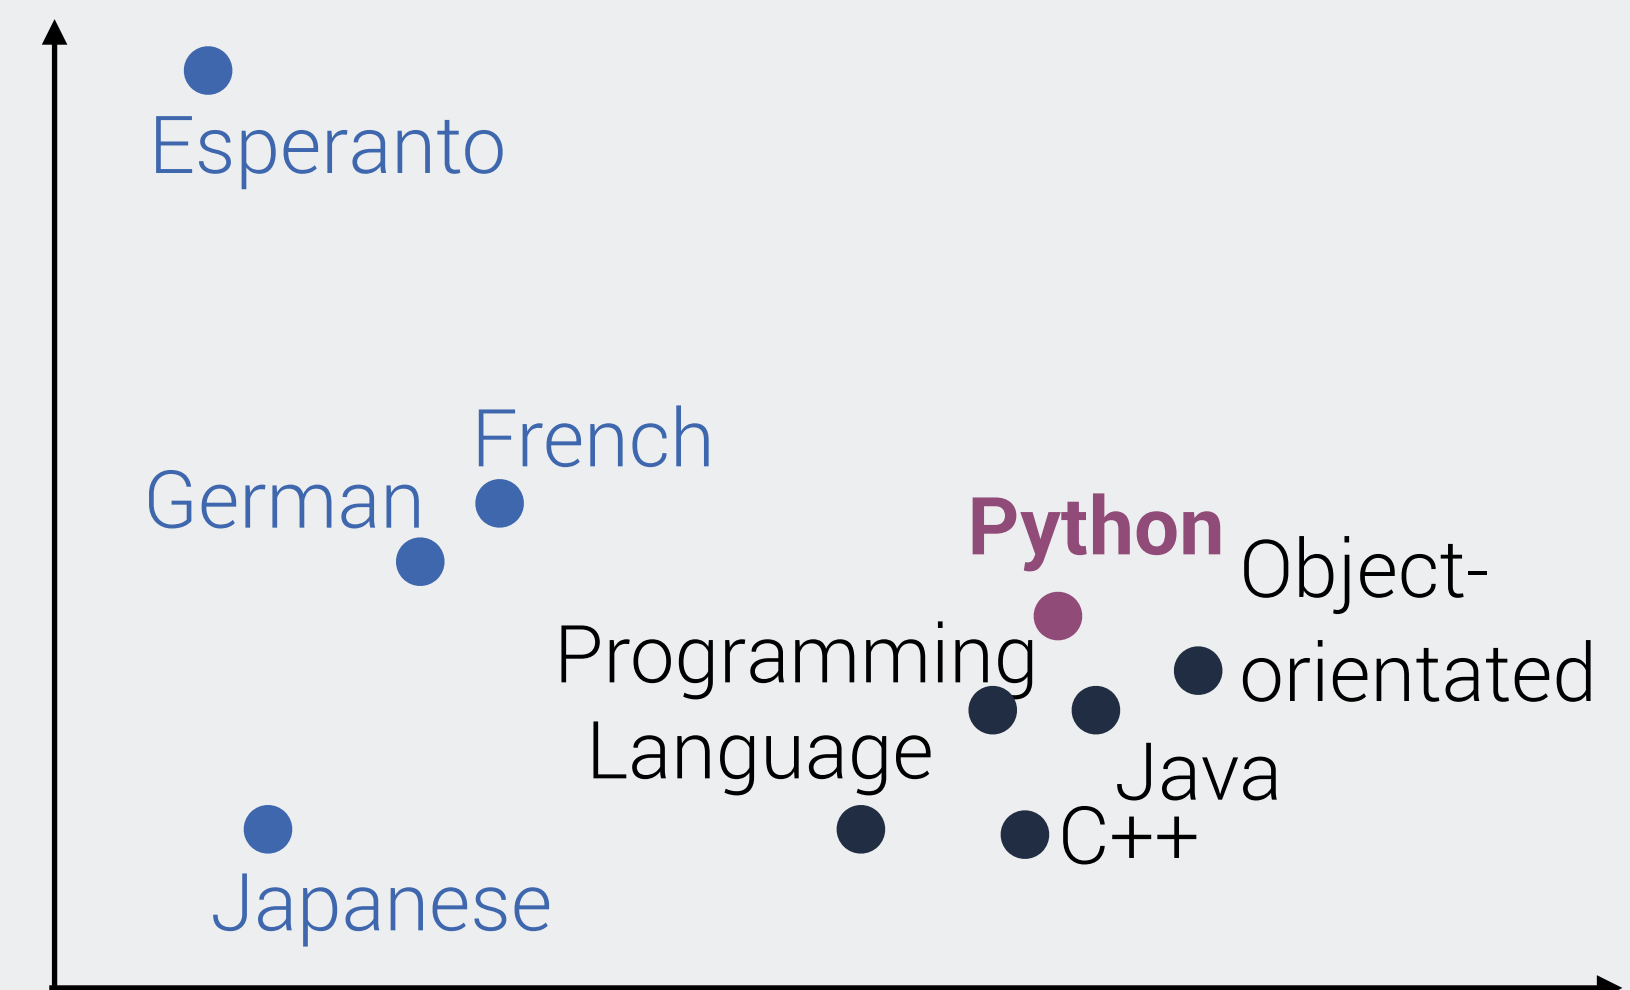 Esperanto
French
German
Python
Object-
orientated
Programming
Language
Java
C++
Japanese